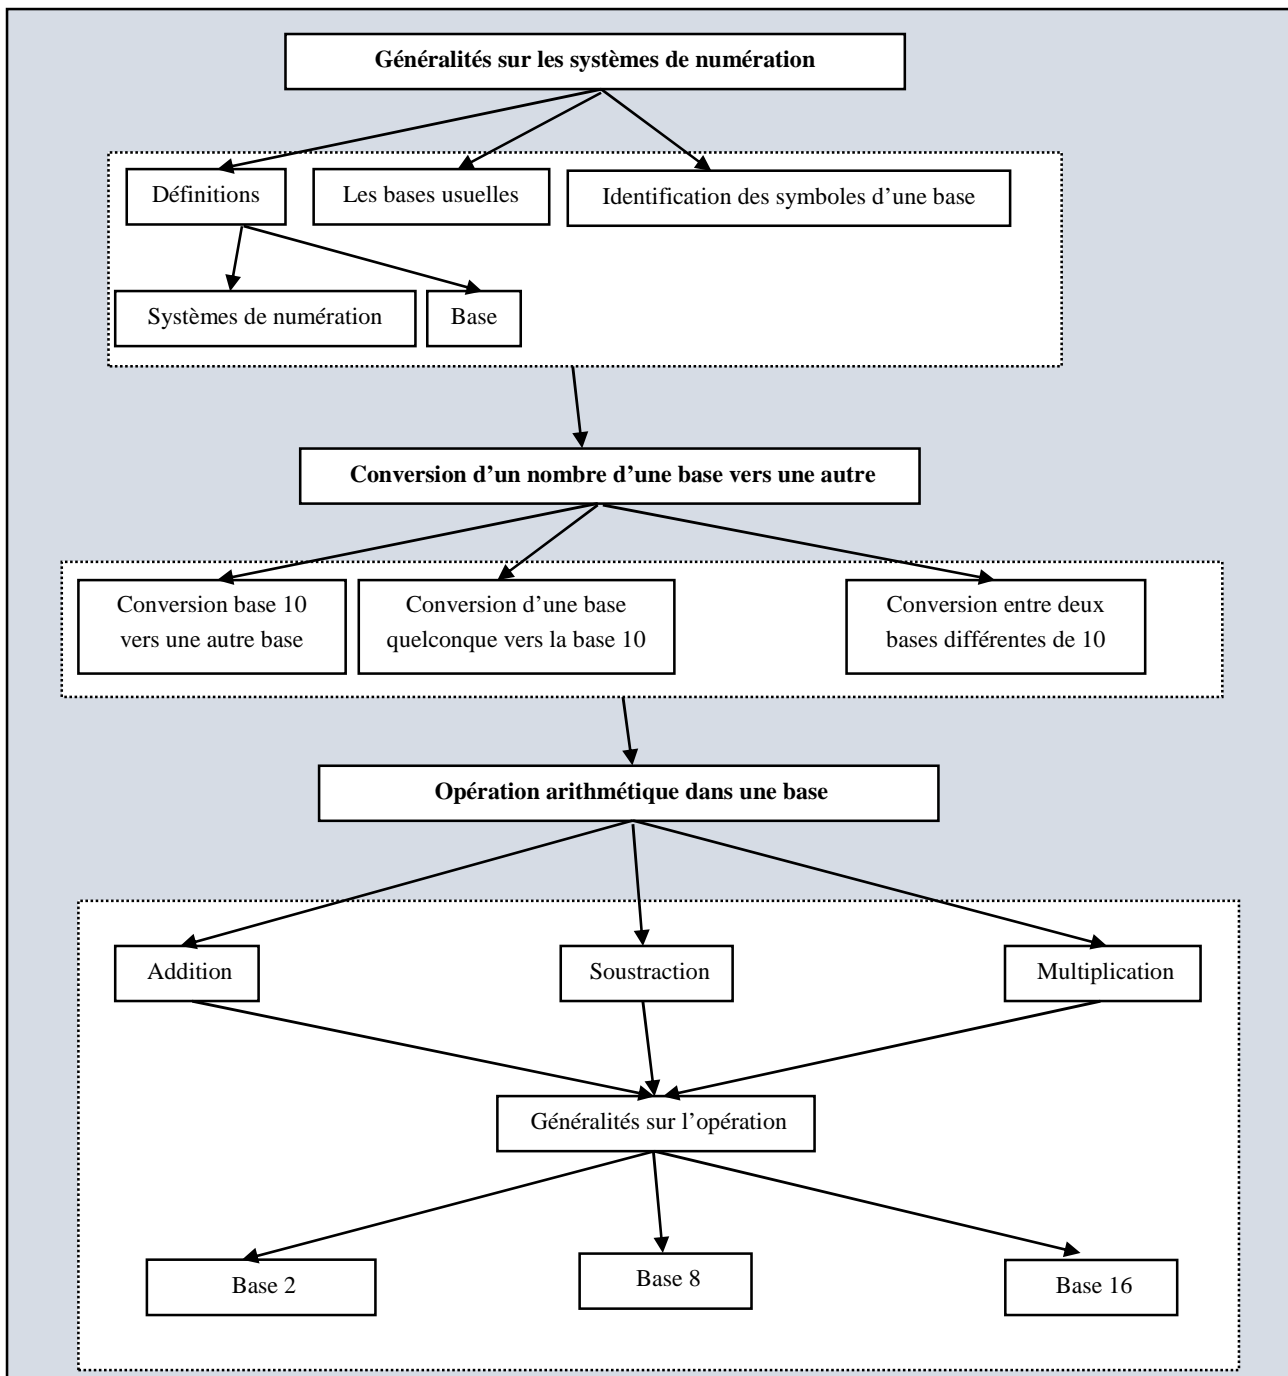 Généralités sur les systèmes de numération
Définitions
Les bases usuelles
Identification des symboles d’une base
Systèmes de numération
Base
Conversion d’un nombre d’une base vers une autre
Conversion base 10
vers une autre base
Conversion d’une base
quelconque vers la base 10
Conversion entre deux
bases différentes de 10
Opération arithmétique dans une base
Addition
Soustraction
Multiplication
Généralités sur l’opération
Base 2
Base 8
Base 16